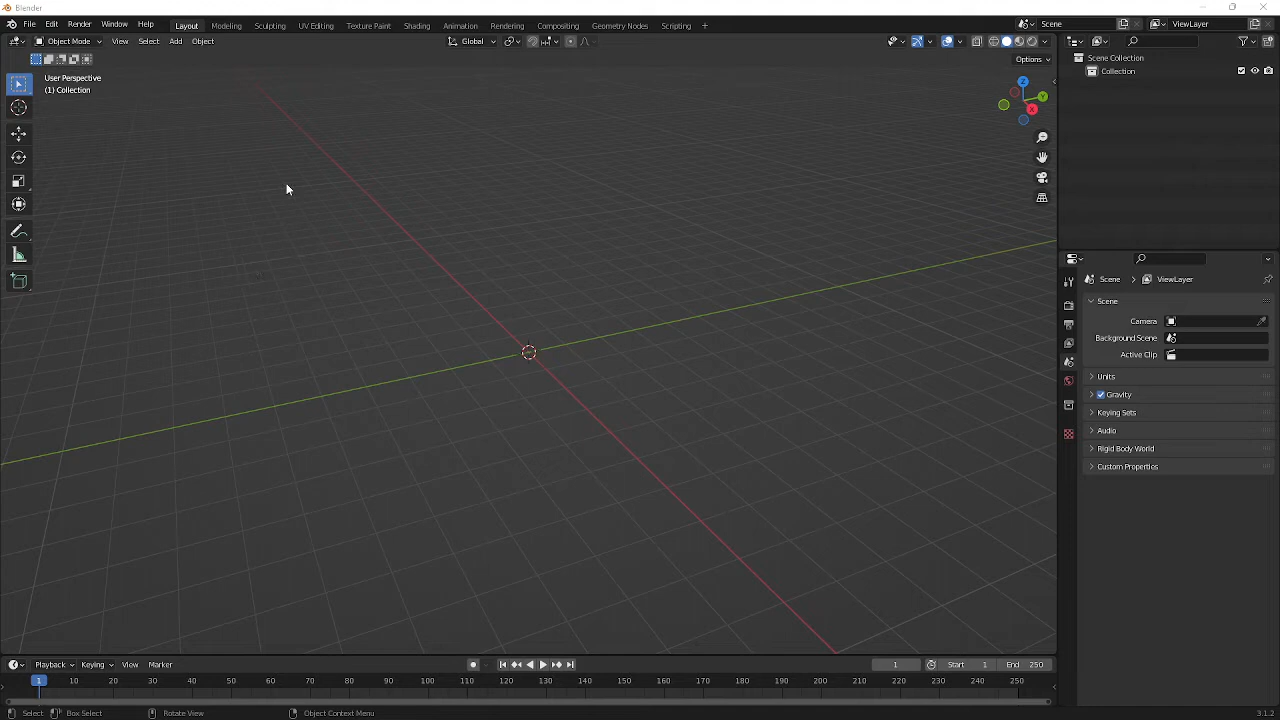 Blender
File Edit Render Window Help Layout Modeling Sculpting UV Editing Texture Paint Shading Animation Rendering Compositing Geometry Nodes Scripting + Scene ViewLayer
Object Mode View Select Add Object Global
Options
User Perspective
(1) Collection
Z
Y
X
Scene Collection
Collection
Scene > ViewLayer
Scene
Camera
Background Scene
Active Clip
Units
Gravity
Keying Sets
Audio
Rigid Body World
Custom Properties
Playback Keying View Marker 1 Start 1 End 250
1 10 20 30 40 50 60 70 80 90 100 110 120 130 140 150 160 170 180 190 200 210 220 230 240 250
Select Box Select Rotate View Object Context Menu 3.1.2